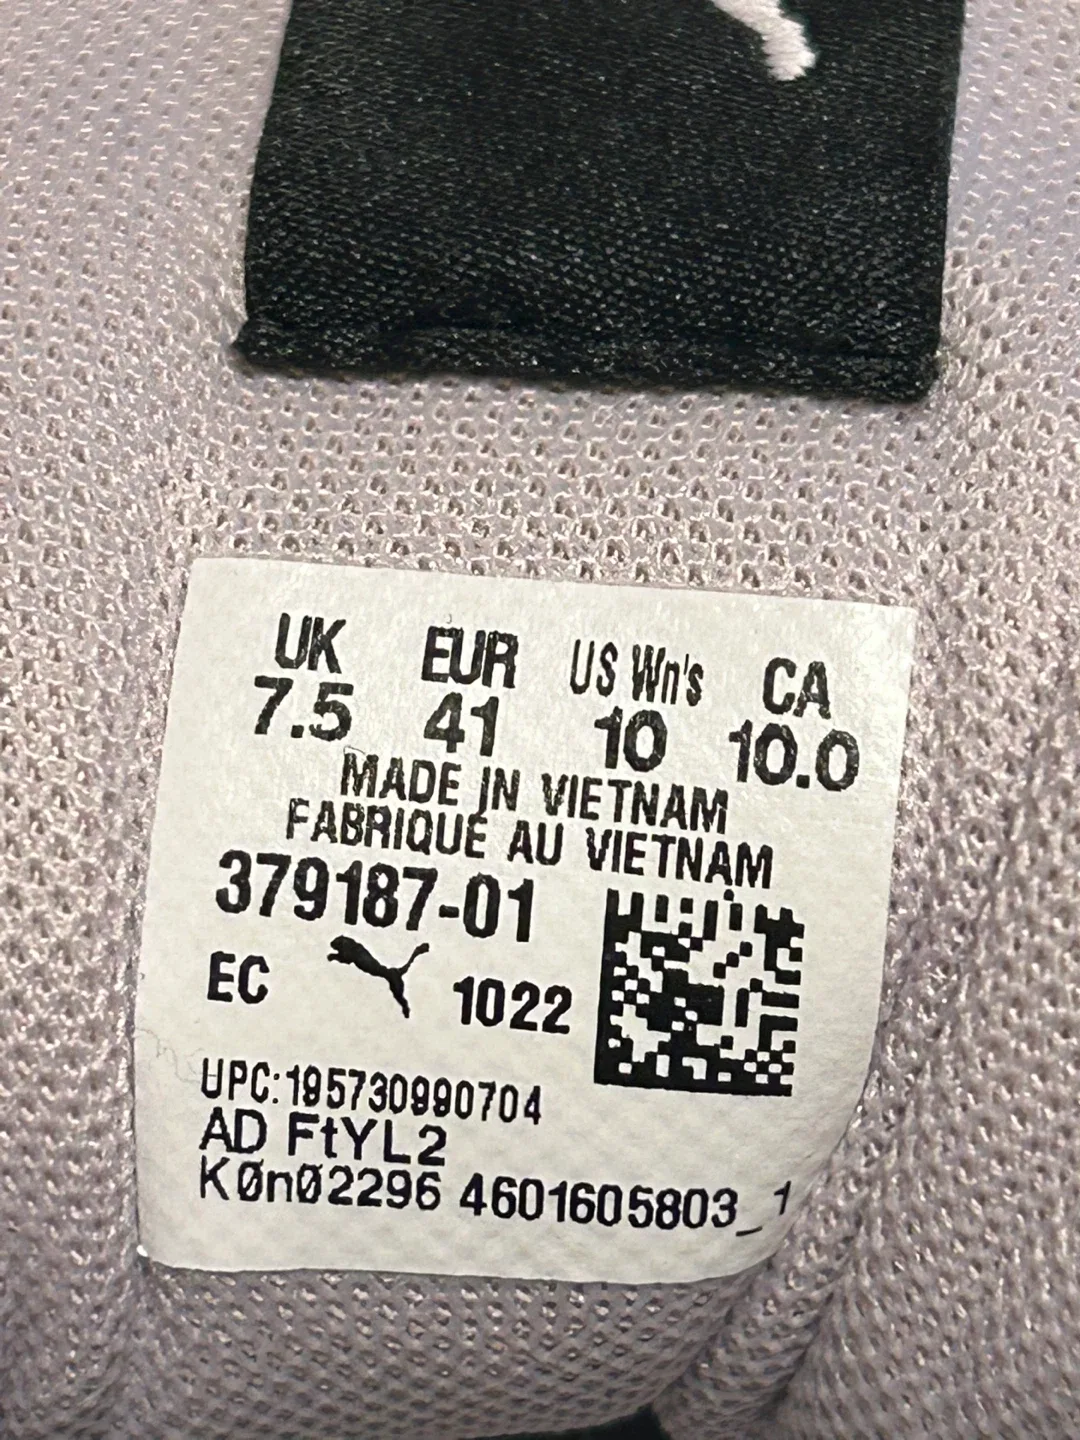 UK EUR US Wn's CA
7.5 41 10 10.0
MADE IN VIETNAM
FABRIQUE AU VIETNAM
379187-01
EC 1022
UPC:195730990704
AD FtYL2
KØnØ2296 4601605803_1